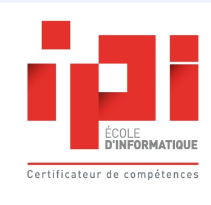 ipi
ÉCOLE
D'INFORMATIQUE
Certificateur de compétences